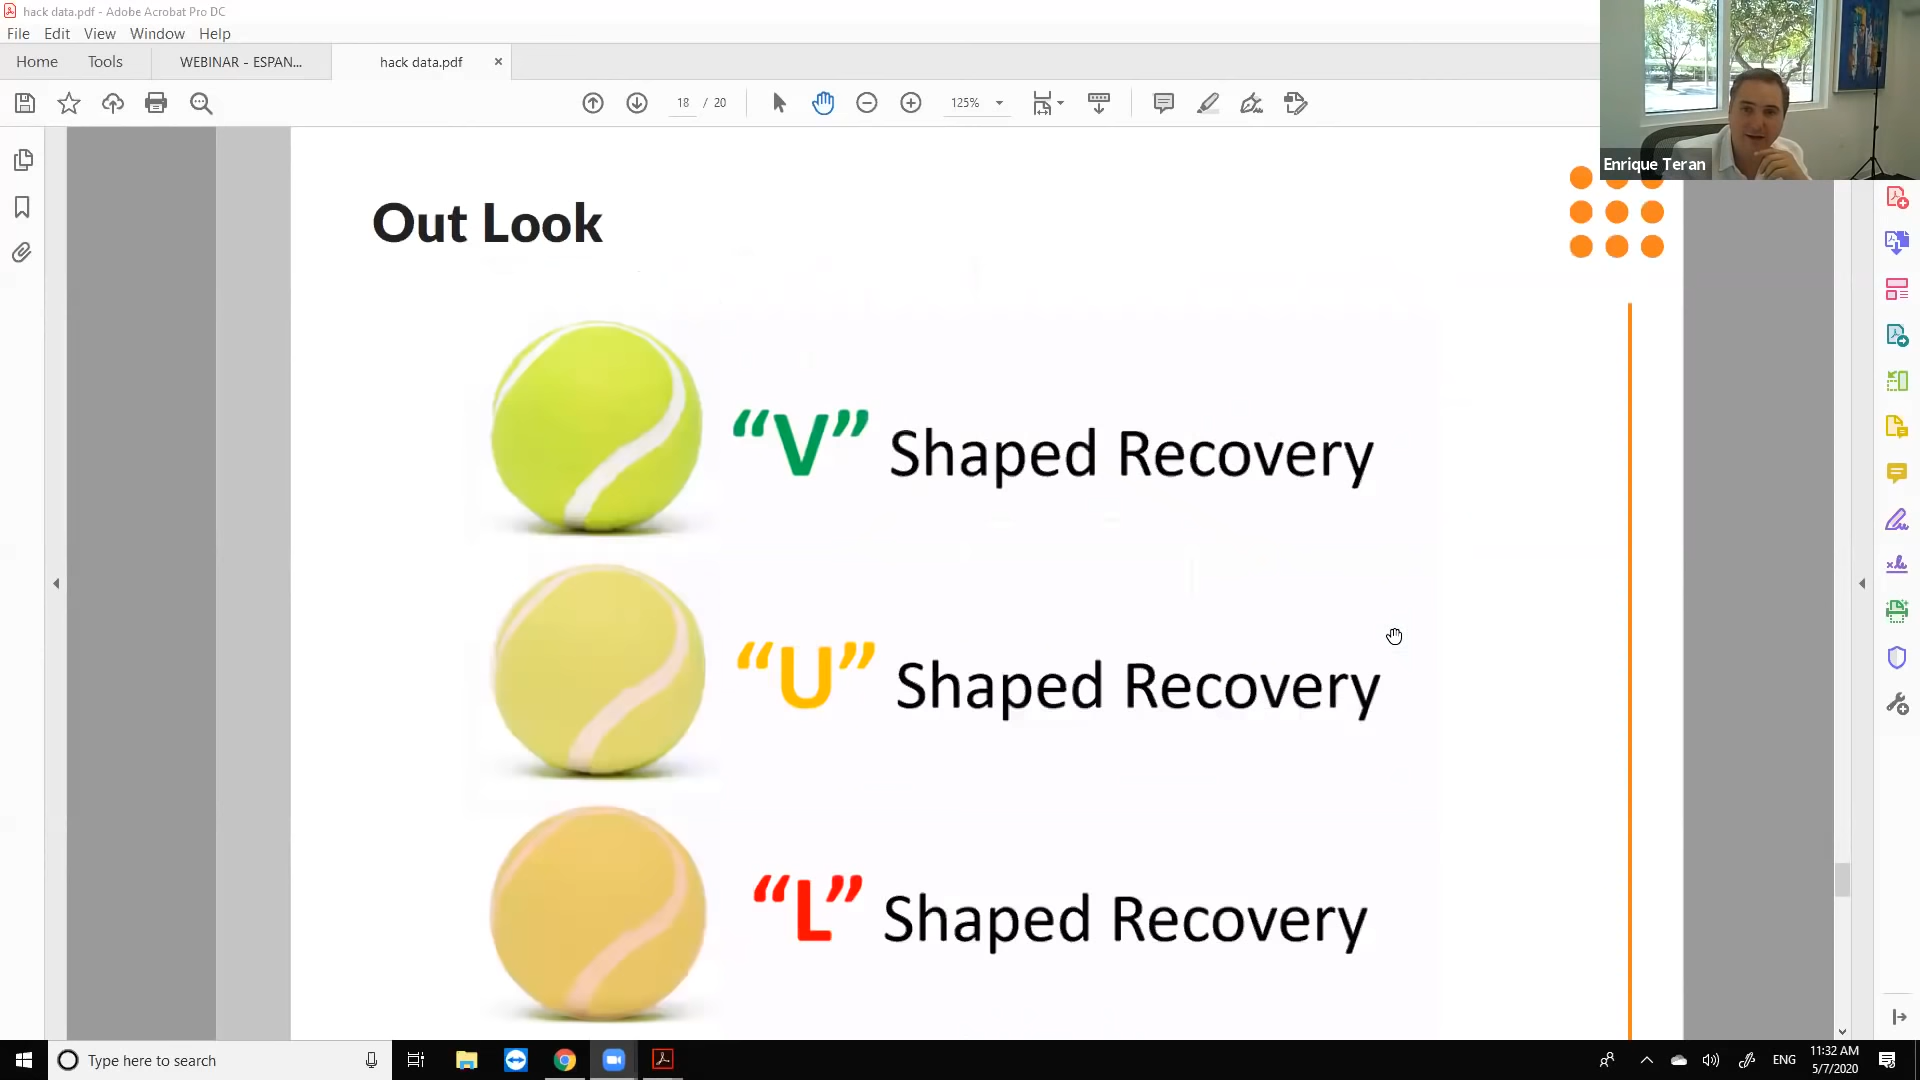 hack data.pdf - Adobe Acrobat Pro DC
File Edit View Window Help
Home Tools WEBINAR - ESPAN... hack data.pdf ×
18 / 20 125%
Enrique Teran
Out Look
“V” Shaped Recovery
“U” Shaped Recovery
“L” Shaped Recovery
Type here to search
ENG 11:32 AM
5/7/2020